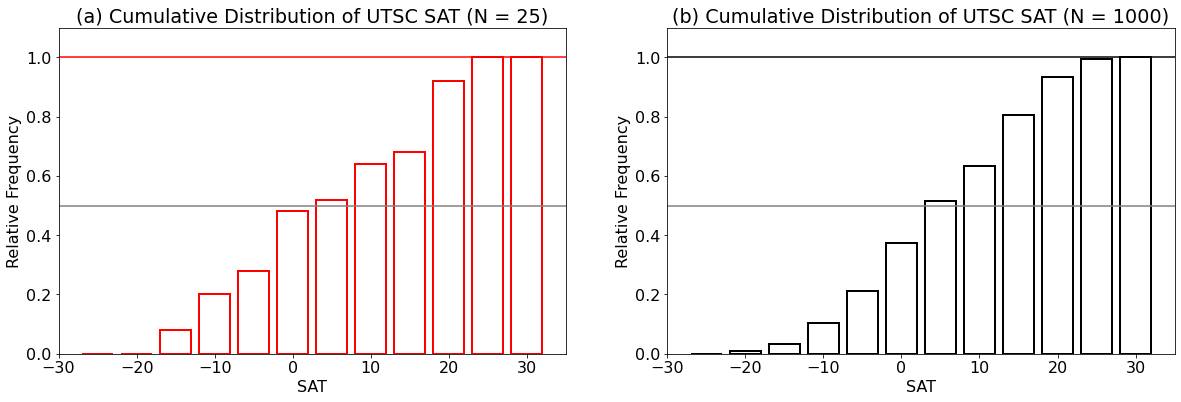 (a) Cumulative Distribution of UTSC SAT (N = 25)
Relative Frequency
1.0
0.8
0.6
0.4
0.2
0.0
−30 −20 −10 0 10 20 30
SAT
(b) Cumulative Distribution of UTSC SAT (N = 1000)
Relative Frequency
1.0
0.8
0.6
0.4
0.2
0.0
−30 −20 −10 0 10 20 30
SAT